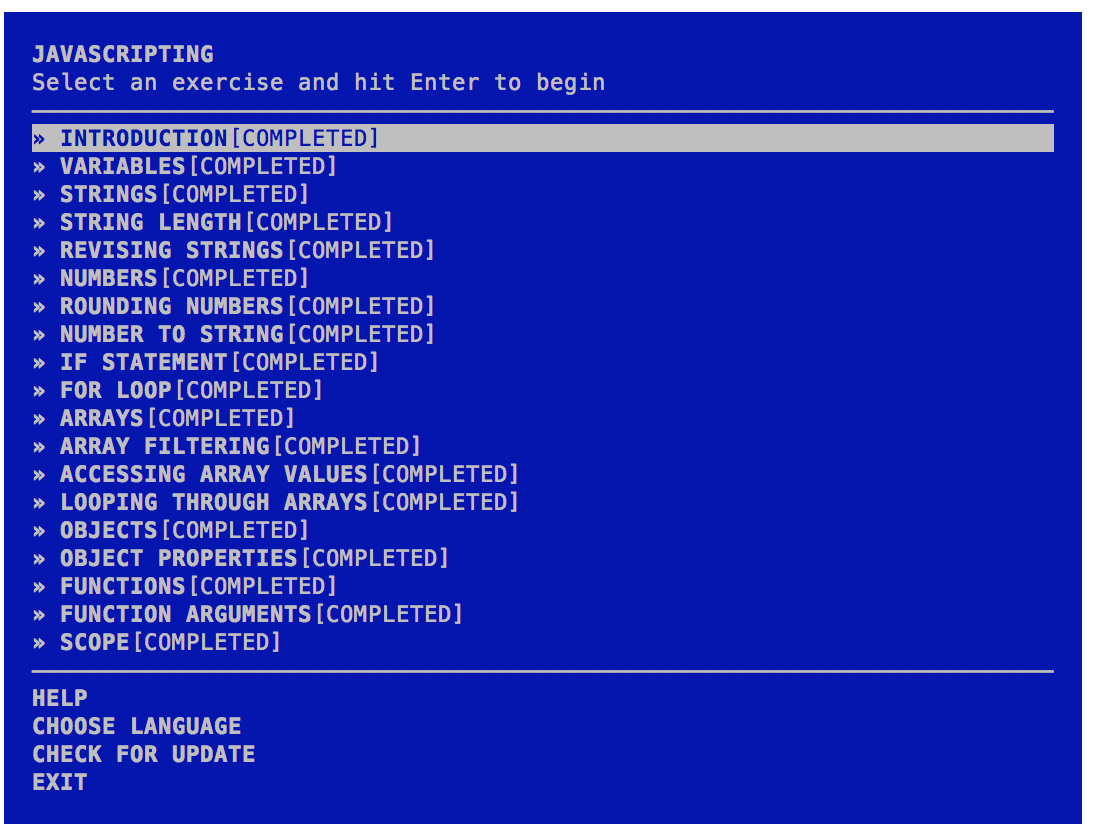 JAVASCRIPTING
Select an exercise and hit Enter to begin
» INTRODUCTION [COMPLETED]
» VARIABLES [COMPLETED]
» STRINGS [COMPLETED]
» STRING LENGTH [COMPLETED]
» REVISING STRINGS [COMPLETED]
» NUMBERS [COMPLETED]
» ROUNDING NUMBERS [COMPLETED]
» NUMBER TO STRING [COMPLETED]
» IF STATEMENT [COMPLETED]
» FOR LOOP [COMPLETED]
» ARRAYS [COMPLETED]
» ARRAY FILTERING [COMPLETED]
» ACCESSING ARRAY VALUES [COMPLETED]
» LOOPING THROUGH ARRAYS [COMPLETED]
» OBJECTS [COMPLETED]
» OBJECT PROPERTIES [COMPLETED]
» FUNCTIONS [COMPLETED]
» FUNCTION ARGUMENTS [COMPLETED]
» SCOPE [COMPLETED]
HELP
CHOOSE LANGUAGE
CHECK FOR UPDATE
EXIT